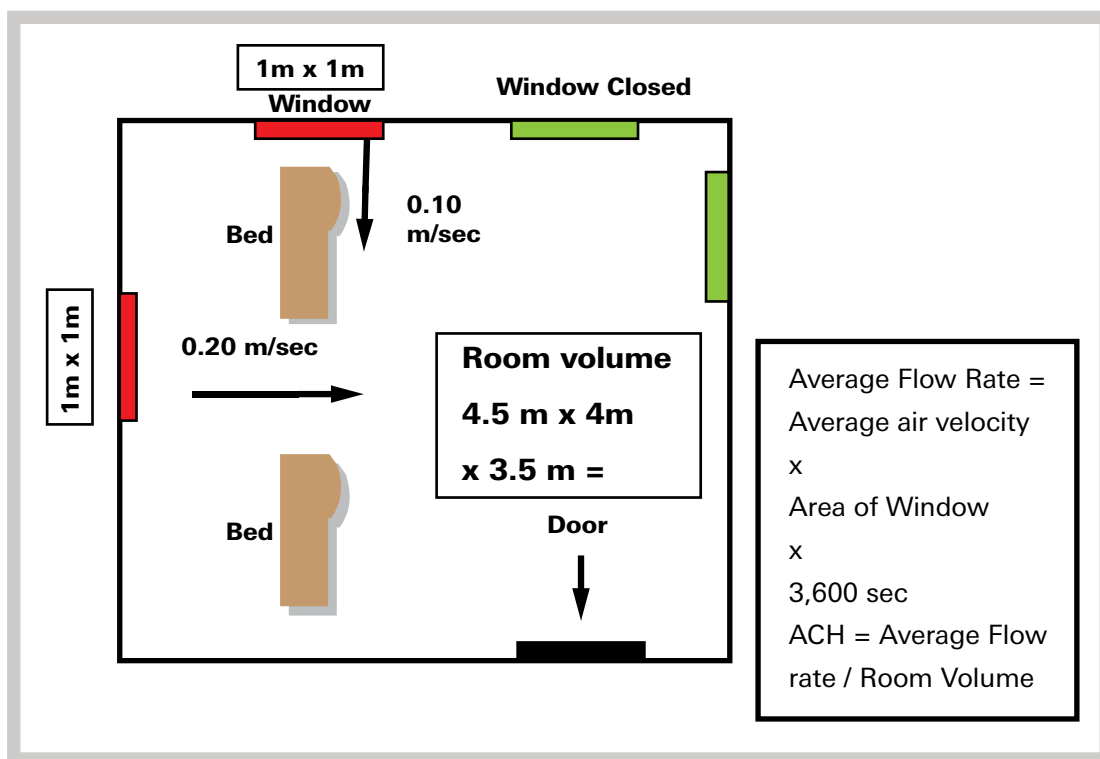 1m x 1m
Window
Window Closed
Bed
0.10
m/sec
1m x 1m
0.20 m/sec
Room volume
4.5 m x 4m
x 3.5 m =
Bed
Door
Average Flow Rate =
Average air velocity
x
Area of Window
x
3,600 sec
ACH = Average Flow
rate / Room Volume